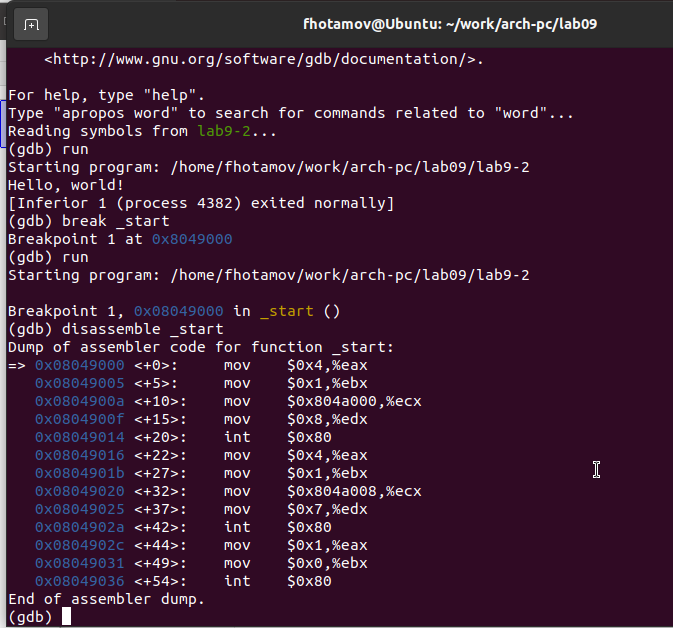 fhotamov@Ubuntu: ~/work/arch-pc/lab09
<http://www.gnu.org/software/gdb/documentation/>.
For help, type "help".
Type "apropos word" to search for commands related to "word"...
Reading symbols from lab9-2...
(gdb) run
Starting program: /home/fhotamov/work/arch-pc/lab09/lab9-2
Hello, world!
[Inferior 1 (process 4382) exited normally]
(gdb) break _start
Breakpoint 1 at 0x8049000
(gdb) run
Starting program: /home/fhotamov/work/arch-pc/lab09/lab9-2
Breakpoint 1, 0x08049000 in _start ()
(gdb) disassemble _start
Dump of assembler code for function _start:
=> 0x08049000 <+0>:     mov    $0x4,%eax
   0x08049005 <+5>:     mov    $0x1,%ebx
   0x0804900a <+10>:    mov    $0x804a000,%ecx
   0x0804900f <+15>:    mov    $0x8,%edx
   0x08049014 <+20>:    int    $0x80
   0x08049016 <+22>:    mov    $0x4,%eax
   0x0804901b <+27>:    mov    $0x1,%ebx
   0x08049020 <+32>:    mov    $0x804a008,%ecx
   0x08049025 <+37>:    mov    $0x7,%edx
   0x0804902a <+42>:    int    $0x80
   0x0804902c <+44>:    mov    $0x1,%eax
   0x08049031 <+49>:    mov    $0x0,%ebx
   0x08049036 <+54>:    int    $0x80
End of assembler dump.
(gdb)